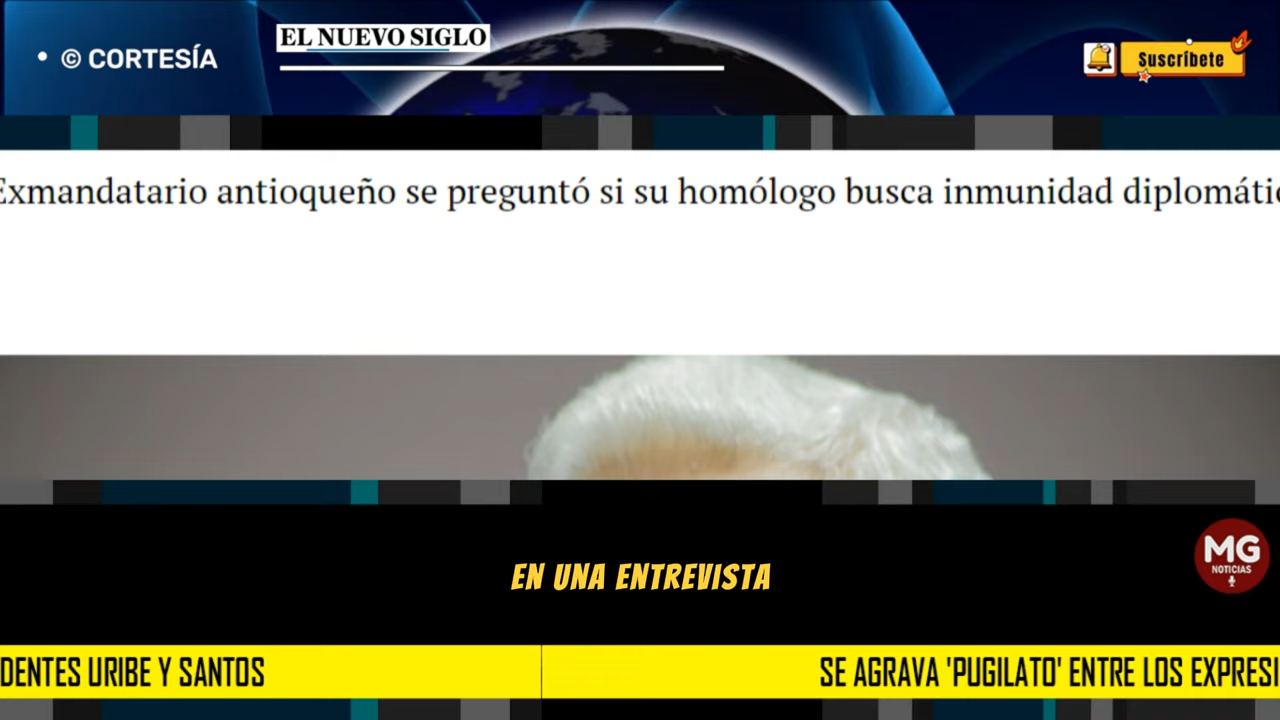 • © CORTESÍA
EL NUEVO SIGLO
Suscríbete
Exmandatario antioqueño se preguntó si su homólogo busca inmunidad diplomátic
EN UNA ENTREVISTA
MG
NOTICIAS
DENTES URIBE Y SANTOS
SE AGRAVA 'PUGILATO' ENTRE LOS EXPRESI